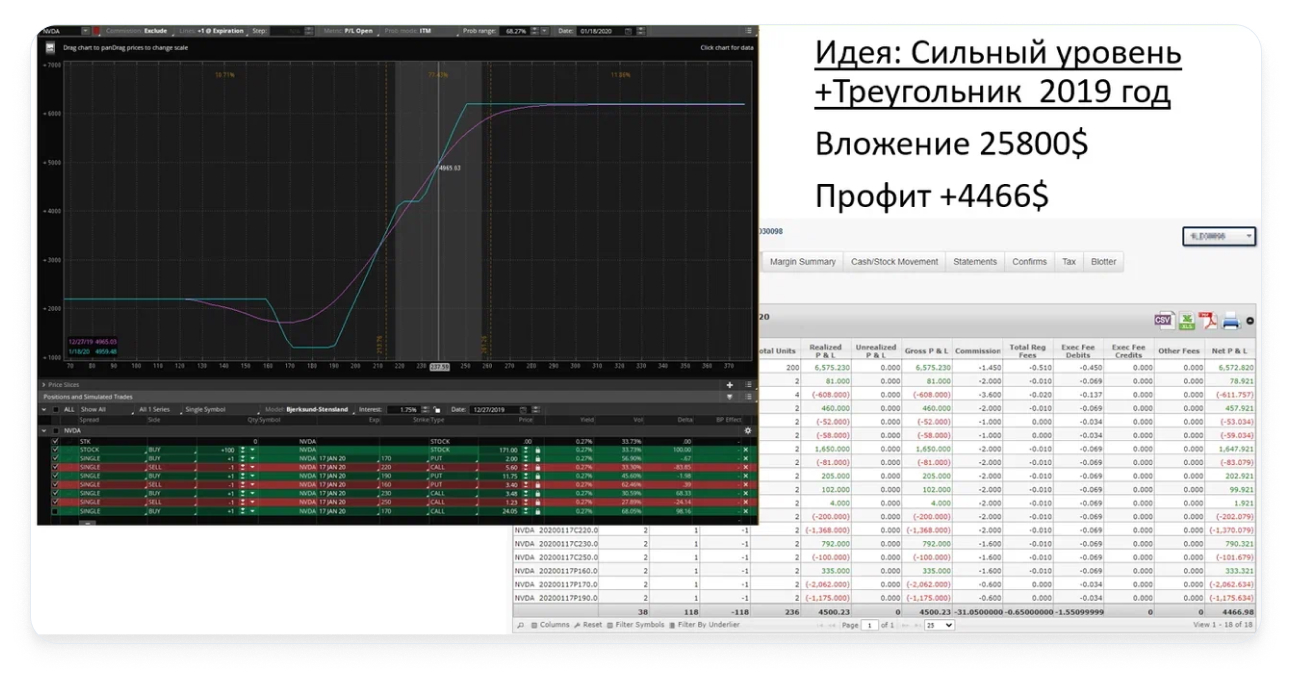 NVDA Commission: Exclude Lines: +1 @ Expiration Step: Metric: P/L Open Prob mode: ITM Prob range: 68.27% Date: 01/18/2020
Drag chart to panDrag prices to change scale Click chart for data
Идея: Сильный уровень
+Треугольник 2019 год
Вложение 25800$
Профит +4466$
+7000
+6000
+5000
+4000
+3000
+2000
+1000
11.86%
4965.03
12/27/19 4965.03
1/18/20 4959.48
70 80 90 100 110 120 130 140 150 160 170 180 190 200 210 220 230 237.59 250 260 270 280 290 300 310 320 330 340 350 360 370
Price Slices
Positions and Simulated Trades
ALL Show All All 1 Series Single Symbol Model: Bjerksund-Stensland Interest: 1.75% Date: 12/27/2019
Spread Side Qty Symbol Exp Strike Type Price Yield Vol Delta BP Effect
NVDA
STK 0 NVDA STOCK .00 0.27% 33.73% .00
STOCK BUY +100 NVDA STOCK 171.00 0.27% 33.73% 100.00
SINGLE BUY +1 NVDA 17 JAN 20 170 PUT 2.00 0.27% 56.90% -.67
SINGLE SELL -1 NVDA 17 JAN 20 220 CALL 5.60 0.27% 33.30% -83.85
SINGLE BUY +1 NVDA 17 JAN 20 190 PUT 11.75 0.27% 45.60% -1.98
SINGLE SELL -1 NVDA 17 JAN 20 160 PUT 3.40 0.27% 62.46% .39
SINGLE BUY +1 NVDA 17 JAN 20 230 CALL 3.48 0.27% 30.59% 68.33
SINGLE SELL -1 NVDA 17 JAN 20 250 CALL 1.23 0.27% 27.89% -24.14
SINGLE BUY +1 NVDA 17 JAN 20 170 CALL 24.05 0.27% 68.05% 98.16
030098
Margin Summary Cash/Stock Movement Statements Confirms Tax Blotter
20
CSV XLS PDF
otal Units Realized P & L Unrealized P & L Gross P & L Commission Total Reg Fees Exec Fee Debits Exec Fee Credits Other Fees Net P & L
200 6,575.230 0.000 6,575.230 -1.450 -0.510 -0.450 0.000 0.000 6,572.820
2 81.000 0.000 81.000 -2.000 -0.010 -0.069 0.000 0.000 78.921
4 (-608.000) 0.000 (-608.000) -3.600 -0.020 -0.137 0.000 0.000 (-611.757)
2 460.000 0.000 460.000 -2.000 -0.010 -0.069 0.000 0.000 457.921
2 (-52.000) 0.000 (-52.000) -1.000 0.000 -0.034 0.000 0.000 (-53.034)
2 (-58.000) 0.000 (-58.000) -1.000 0.000 -0.034 0.000 0.000 (-59.034)
2 1,650.000 0.000 1,650.000 -2.000 -0.010 -0.069 0.000 0.000 1,647.921
2 (-81.000) 0.000 (-81.000) -2.000 -0.010 -0.069 0.000 0.000 (-83.079)
2 205.000 0.000 205.000 -2.000 -0.010 -0.069 0.000 0.000 202.921
2 102.000 0.000 102.000 -2.000 -0.010 -0.069 0.000 0.000 99.921
2 4.000 0.000 4.000 -2.000 -0.010 -0.069 0.000 0.000 1.921
2 (-200.000) 0.000 (-200.000) -2.000 -0.010 -0.069 0.000 0.000 (-202.079)
NVDA 20200117C220.0 2 1 -1 2 (-1,368.000) 0.000 (-1,368.000) -2.000 -0.010 -0.069 0.000 0.000 (-1,370.079)
NVDA 20200117C230.0 2 1 -1 2 792.000 0.000 792.000 -1.600 -0.010 -0.069 0.000 0.000 790.321
NVDA 20200117C250.0 2 1 -1 2 (-100.000) 0.000 (-100.000) -1.600 -0.010 -0.069 0.000 0.000 (-101.679)
NVDA 20200117P160.0 2 1 -1 2 335.000 0.000 335.000 -1.600 -0.010 -0.069 0.000 0.000 333.321
NVDA 20200117P170.0 2 1 -1 2 (-2,062.000) 0.000 (-2,062.000) -0.600 0.000 -0.034 0.000 0.000 (-2,062.634)
NVDA 20200117P190.0 2 1 -1 2 (-1,175.000) 0.000 (-1,175.000) -0.600 0.000 -0.034 0.000 0.000 (-1,175.634)
38 118 -118 236 4500.23 0 4500.23 -31.0500000 -0.65000000 -1.55099999 0 0 4466.98
Columns Reset Filter Symbols Filter By Underlier Page 1 of 1 25 View 1 - 18 of 18